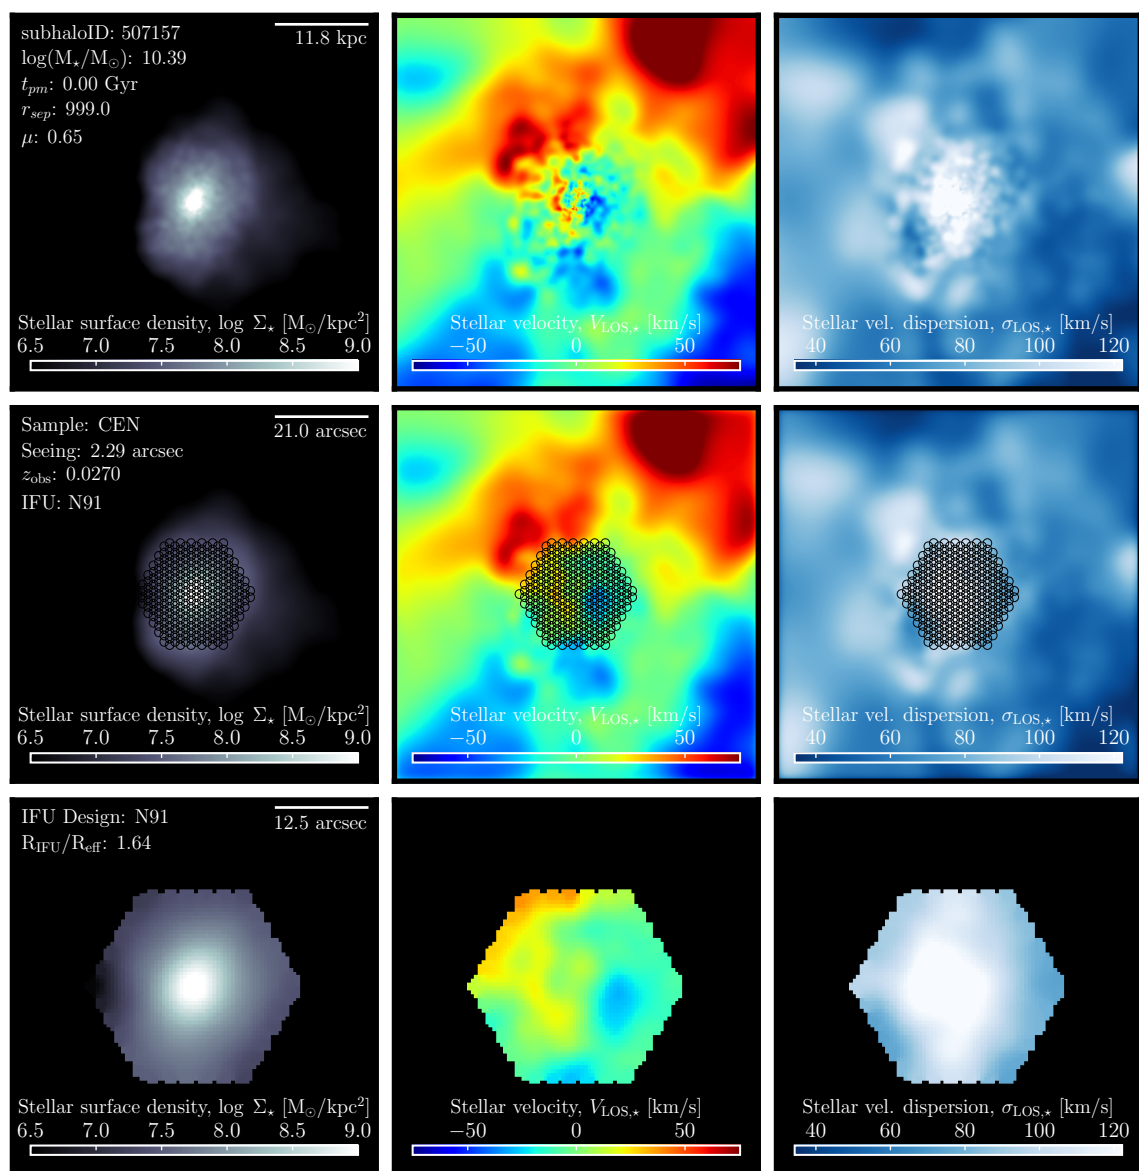 subhaloID: 507157
log(M⋆/M☉): 10.39
t_pm: 0.00 Gyr
r_sep: 999.0
μ: 0.65
11.8 kpc
Stellar surface density, log Σ⋆ [M☉/kpc²]
6.5 7.0 7.5 8.0 8.5 9.0
Stellar velocity, V_LOS,⋆ [km/s]
−50 0 50
Stellar vel. dispersion, σ_LOS,⋆ [km/s]
40 60 80 100 120
Sample: CEN
Seeing: 2.29 arcsec
z_obs: 0.0270
IFU: N91
21.0 arcsec
Stellar surface density, log Σ⋆ [M☉/kpc²]
6.5 7.0 7.5 8.0 8.5 9.0
Stellar velocity, V_LOS,⋆ [km/s]
−50 0 50
Stellar vel. dispersion, σ_LOS,⋆ [km/s]
40 60 80 100 120
IFU Design: N91
R_IFU/R_eff: 1.64
12.5 arcsec
Stellar surface density, log Σ⋆ [M☉/kpc²]
6.5 7.0 7.5 8.0 8.5 9.0
Stellar velocity, V_LOS,⋆ [km/s]
−50 0 50
Stellar vel. dispersion, σ_LOS,⋆ [km/s]
40 60 80 100 120